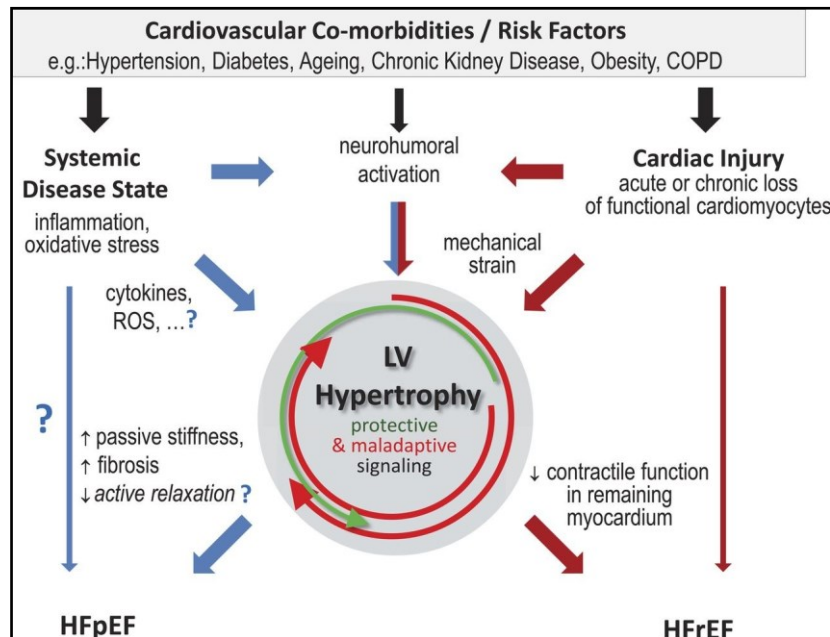 Cardiovascular Co-morbidities / Risk Factors
e.g.:Hypertension, Diabetes, Ageing, Chronic Kidney Disease, Obesity, COPD
Systemic
Disease State
inflammation,
oxidative stress
neurohumoral
activation
Cardiac Injury
acute or chronic loss
of functional cardiomyocytes
mechanical
strain
cytokines,
ROS, ...?
LV
Hypertrophy
protective
& maladaptive
signaling
?
↑ passive stiffness,
↑ fibrosis
↓ active relaxation ?
↓ contractile function
in remaining
myocardium
HFpEF
HFrEF